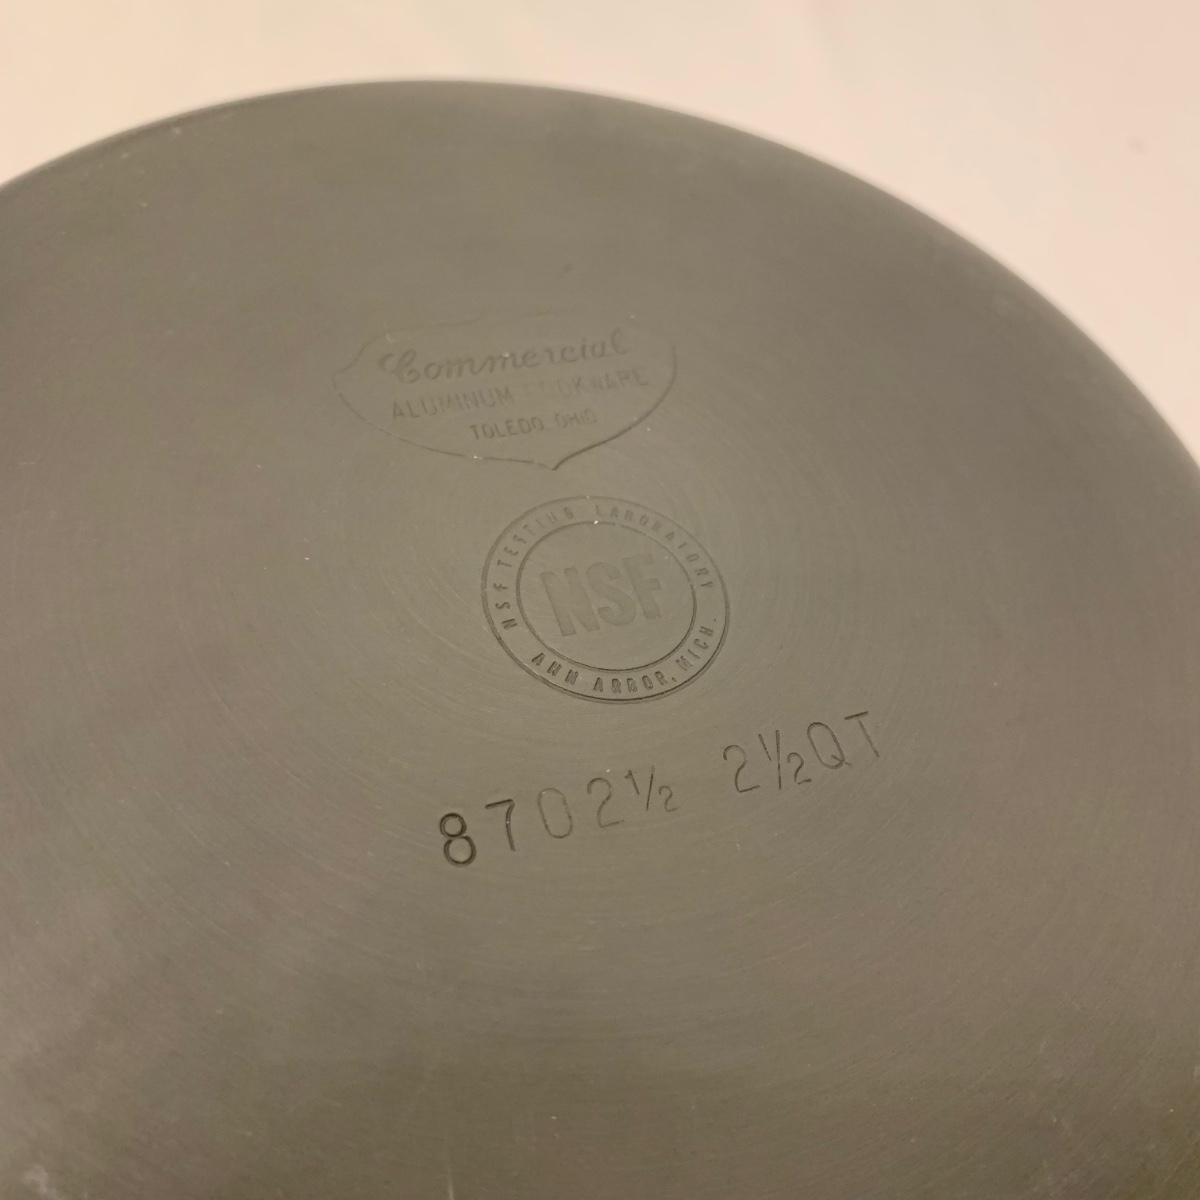 Commercial
ALUMINUM COOKWARE
TOLEDO, OHIO
NSF TESTING LABORATORY
NSF
ANN ARBOR, MICH.
8702½ 2½QT